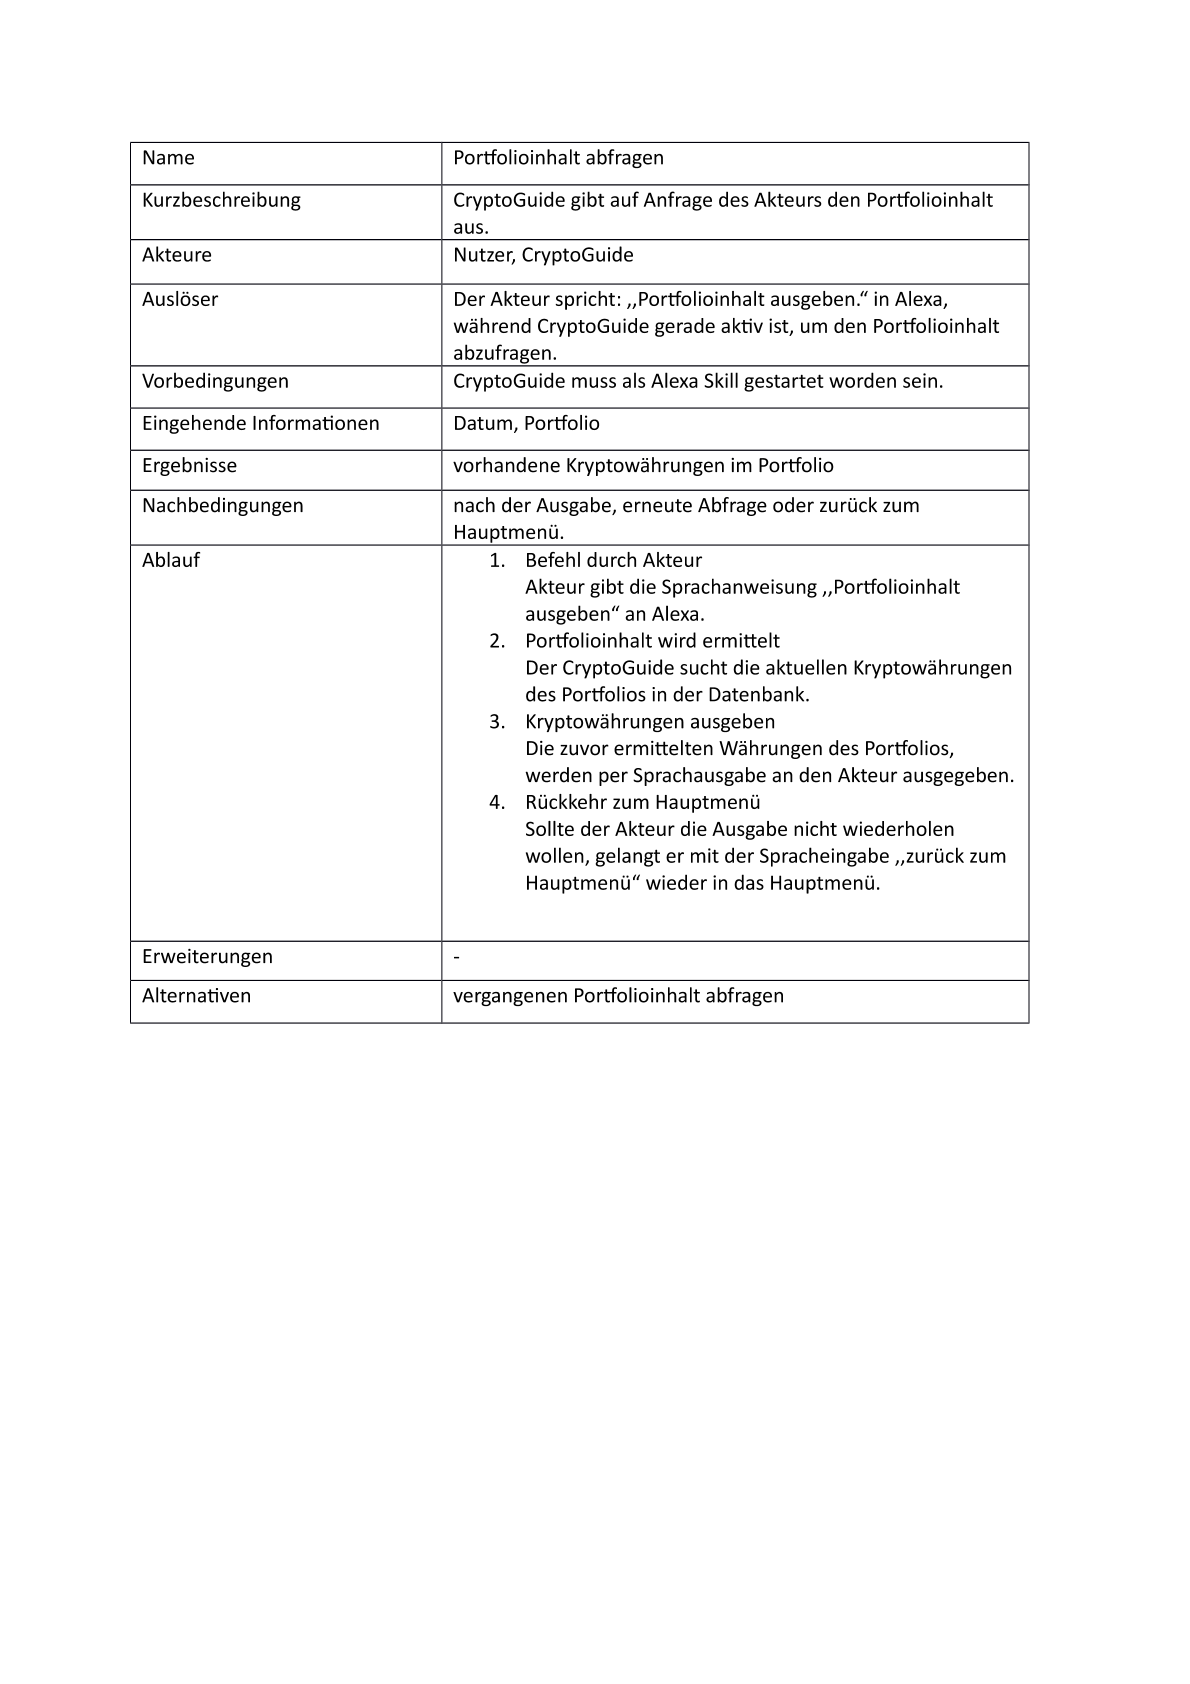 Name
Portfolioinhalt abfragen
Kurzbeschreibung
CryptoGuide gibt auf Anfrage des Akteurs den Portfolioinhalt
aus.
Akteure
Nutzer, CryptoGuide
Auslöser
Der Akteur spricht: ,,Portfolioinhalt ausgeben.“ in Alexa,
während CryptoGuide gerade aktiv ist, um den Portfolioinhalt
abzufragen.
Vorbedingungen
CryptoGuide muss als Alexa Skill gestartet worden sein.
Eingehende Informationen
Datum, Portfolio
Ergebnisse
vorhandene Kryptowährungen im Portfolio
Nachbedingungen
nach der Ausgabe, erneute Abfrage oder zurück zum
Hauptmenü.
Ablauf
1. Befehl durch Akteur
Akteur gibt die Sprachanweisung ,,Portfolioinhalt
ausgeben“ an Alexa.
2. Portfolioinhalt wird ermittelt
Der CryptoGuide sucht die aktuellen Kryptowährungen
des Portfolios in der Datenbank.
3. Kryptowährungen ausgeben
Die zuvor ermittelten Währungen des Portfolios,
werden per Sprachausgabe an den Akteur ausgegeben.
4. Rückkehr zum Hauptmenü
Sollte der Akteur die Ausgabe nicht wiederholen
wollen, gelangt er mit der Spracheingabe ,,zurück zum
Hauptmenü“ wieder in das Hauptmenü.
Erweiterungen
-
Alternativen
vergangenen Portfolioinhalt abfragen